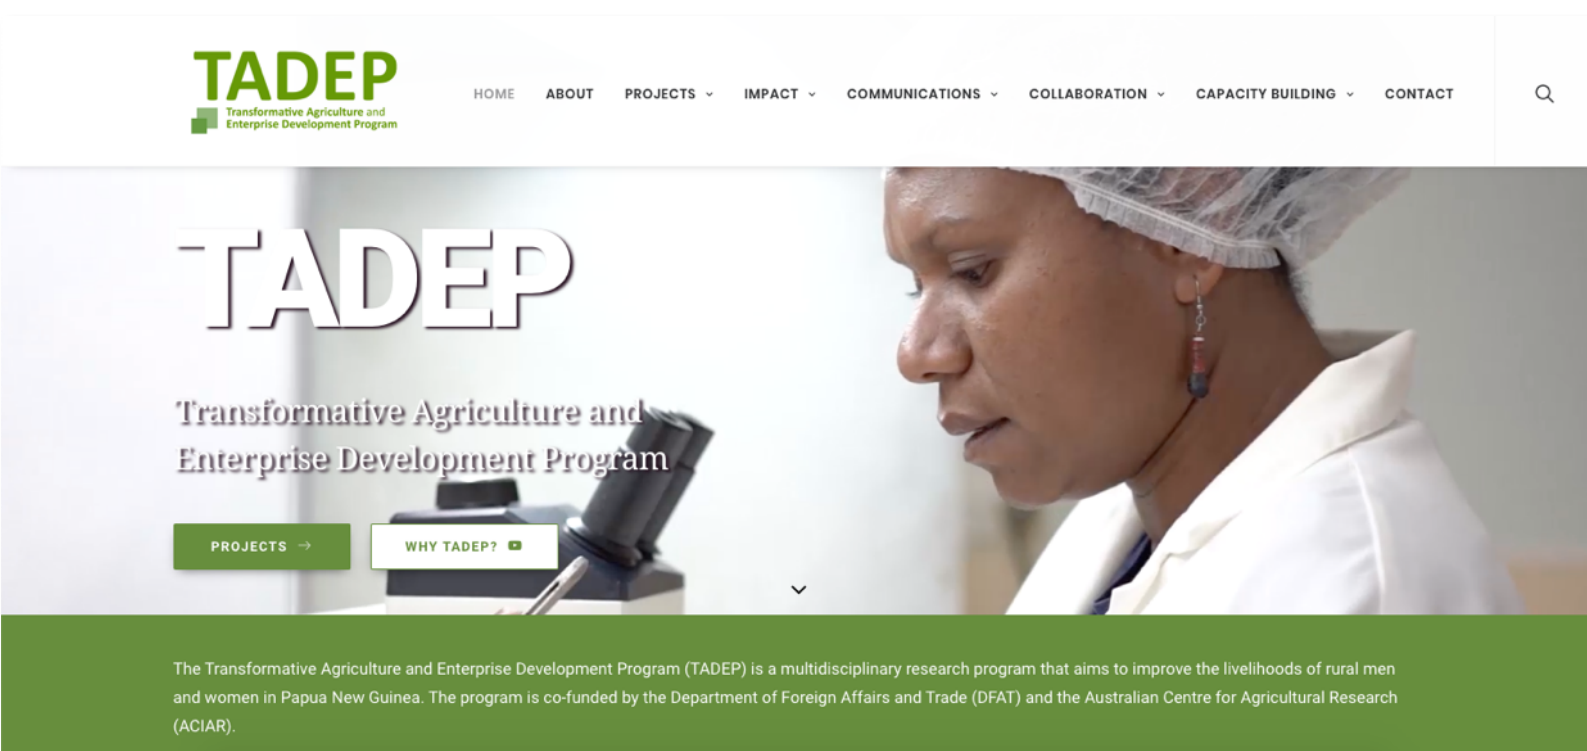 TADEP
Transformative Agriculture and
Enterprise Development Program
HOME ABOUT PROJECTS IMPACT COMMUNICATIONS COLLABORATION CAPACITY BUILDING CONTACT
TADEP
Transformative Agriculture and
Enterprise Development Program
PROJECTS → WHY TADEP?
The Transformative Agriculture and Enterprise Development Program (TADEP) is a multidisciplinary research program that aims to improve the livelihoods of rural men
and women in Papua New Guinea. The program is co-funded by the Department of Foreign Affairs and Trade (DFAT) and the Australian Centre for Agricultural Research
(ACIAR).